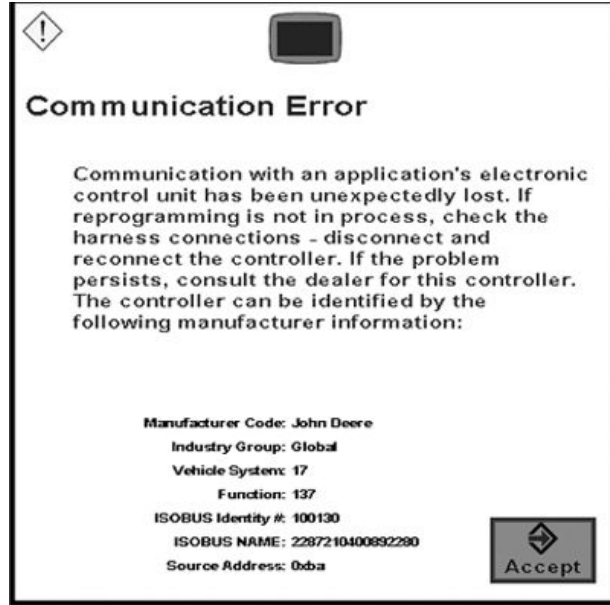 !
Communication Error
Communication with an application's electronic
control unit has been unexpectedly lost. If
reprogramming is not in process, check the
harness connections - disconnect and
reconnect the controller. If the problem
persists, consult the dealer for this controller.
The controller can be identified by the
following manufacturer information:
Manufacturer Code: John Deere
Industry Group: Global
Vehicle System: 17
Function: 137
ISOBUS Identity #: 100130
ISOBUS NAME: 2287210400892280
Source Address: 0xba
Accept